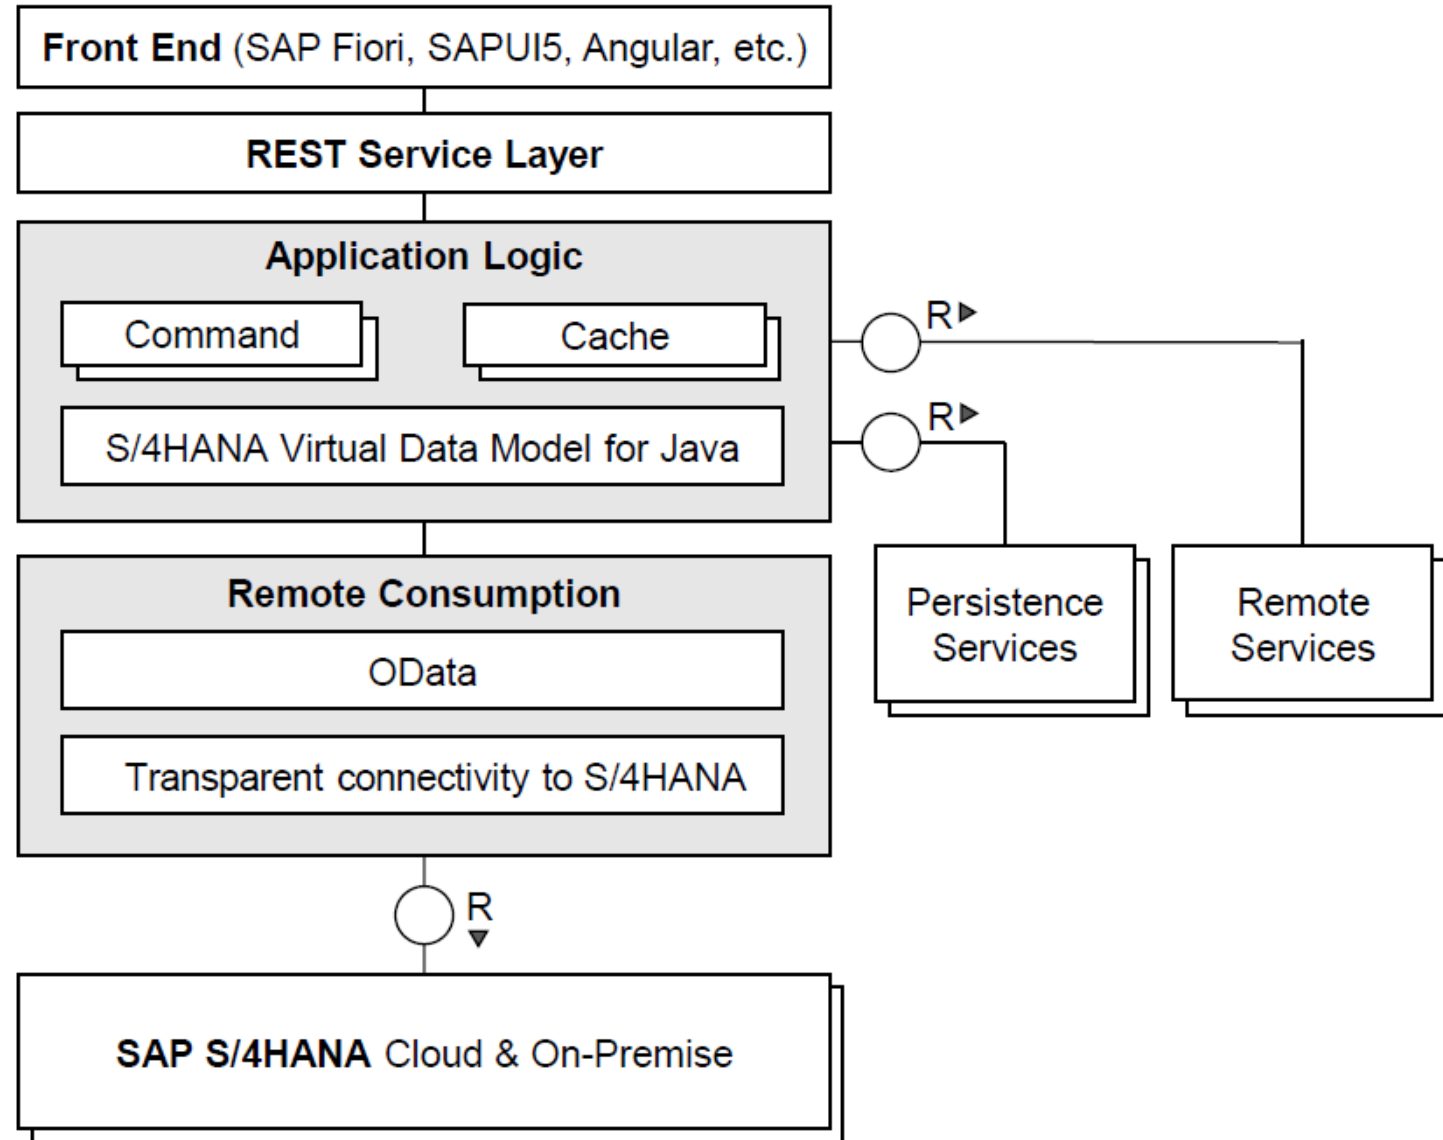 Front End (SAP Fiori, SAPUI5, Angular, etc.)
REST Service Layer
Application Logic
Command
Cache
R
S/4HANA Virtual Data Model for Java
R
Remote Consumption
OData
Transparent connectivity to S/4HANA
Persistence
Services
Remote
Services
R
SAP S/4HANA Cloud & On-Premise